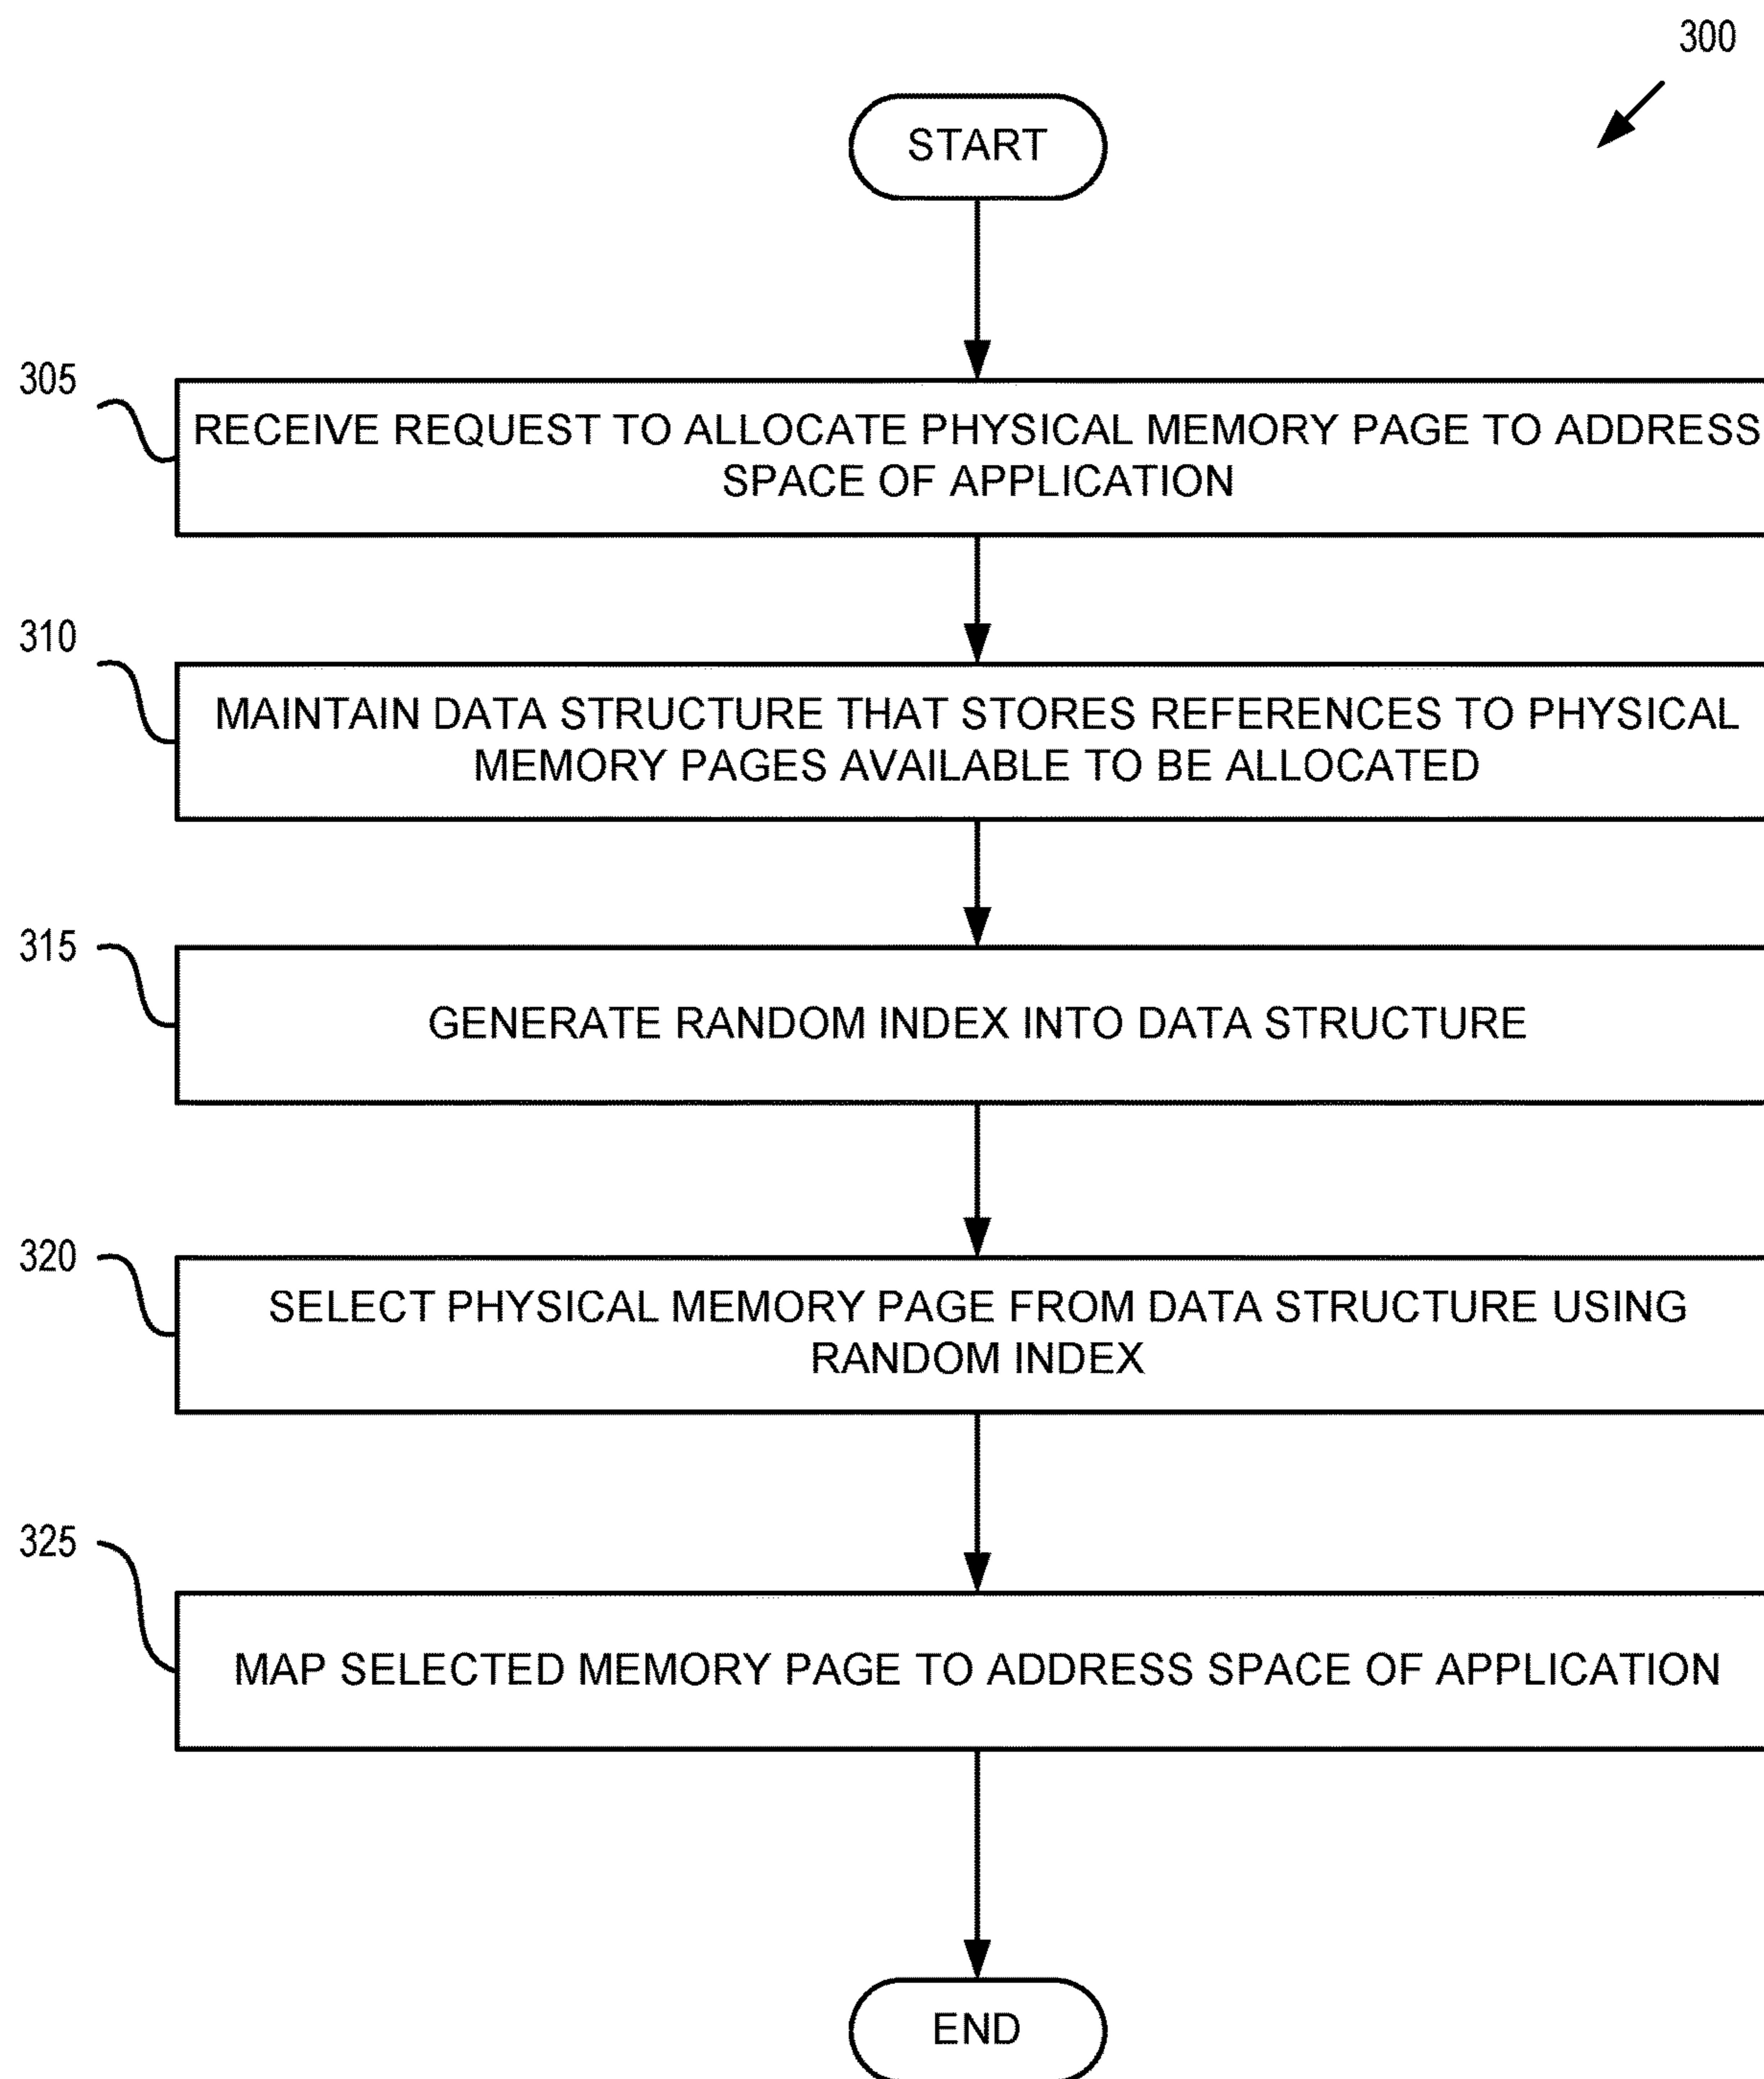 300
START
305
RECEIVE REQUEST TO ALLOCATE PHYSICAL MEMORY PAGE TO ADDRESS
SPACE OF APPLICATION
310
MAINTAIN DATA STRUCTURE THAT STORES REFERENCES TO PHYSICAL
MEMORY PAGES AVAILABLE TO BE ALLOCATED
315
GENERATE RANDOM INDEX INTO DATA STRUCTURE
320
SELECT PHYSICAL MEMORY PAGE FROM DATA STRUCTURE USING
RANDOM INDEX
325
MAP SELECTED MEMORY PAGE TO ADDRESS SPACE OF APPLICATION
END